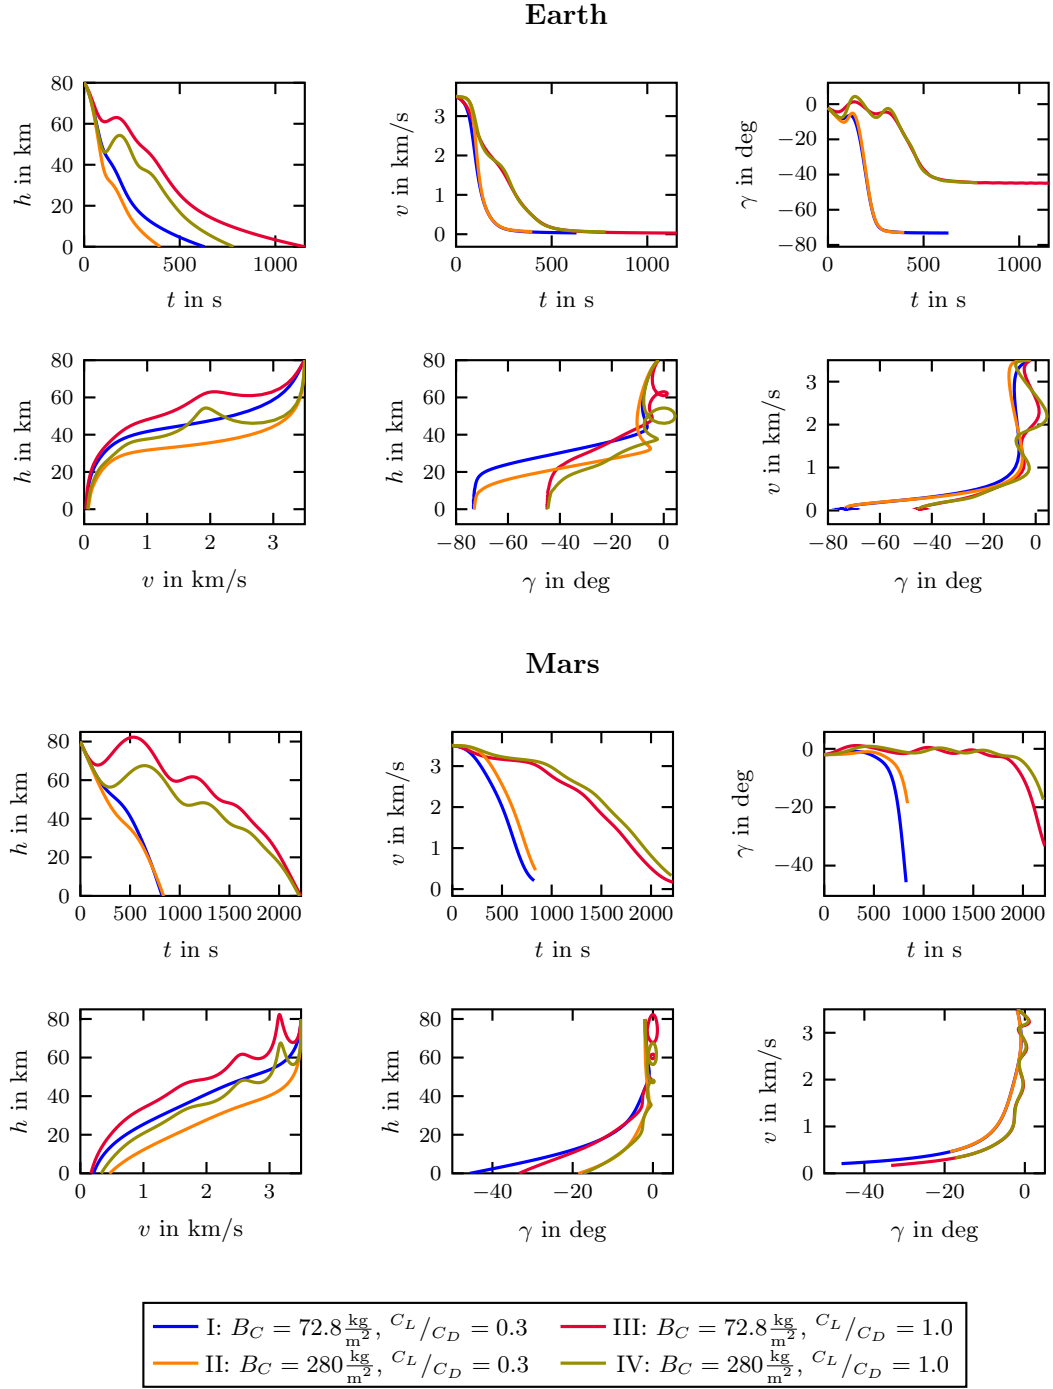 Earth
80
60
40
20
0
0 500 1000
h in km
t in s
3
2
1
0
0 500 1000
v in km/s
t in s
0
−20
−40
−60
−80
0 500 1000
γ in deg
t in s
80
60
40
20
0
0 1 2 3
h in km
v in km/s
80
60
40
20
0
−80 −60 −40 −20 0
h in km
γ in deg
3
2
1
0
−80 −60 −40 −20 0
v in km/s
γ in deg
Mars
80
60
40
20
0
0 500 1000 1500 2000
h in km
t in s
3
2
1
0
0 500 1000 1500 2000
v in km/s
t in s
0
−20
−40
0 500 1000 1500 2000
γ in deg
t in s
80
60
40
20
0
0 1 2 3
h in km
v in km/s
80
60
40
20
0
−40 −20 0
h in km
γ in deg
3
2
1
0
−40 −20 0
v in km/s
γ in deg
I: B_C = 72.8 kg/m², C_L/C_D = 0.3
III: B_C = 72.8 kg/m², C_L/C_D = 1.0
II: B_C = 280 kg/m², C_L/C_D = 0.3
IV: B_C = 280 kg/m², C_L/C_D = 1.0